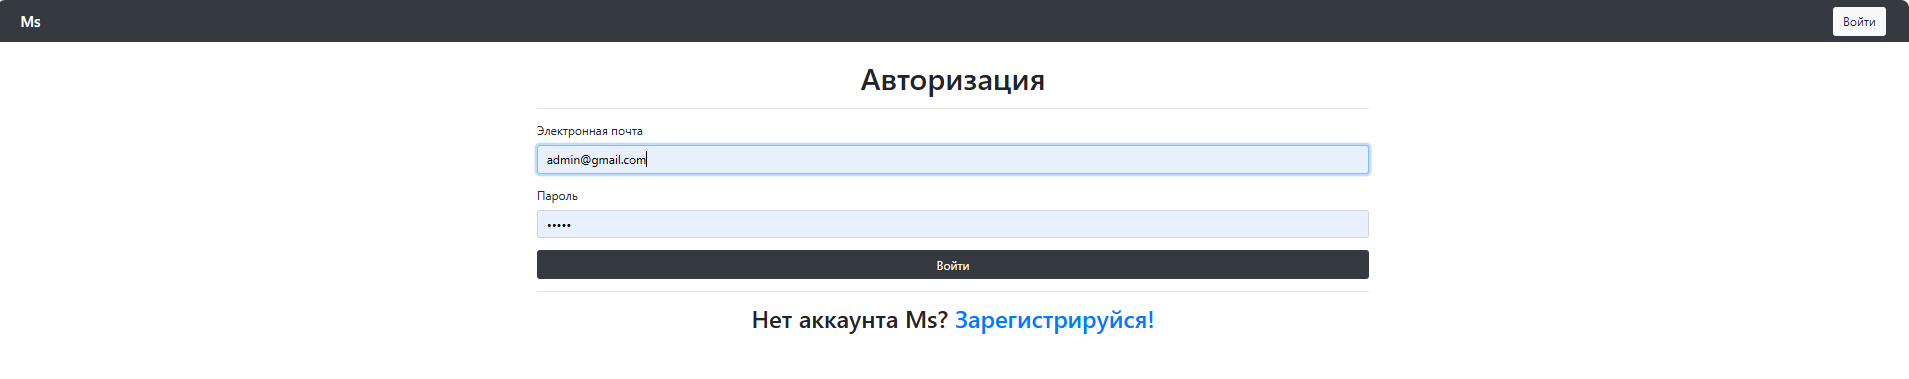 Ms
Войти
Авторизация
Электронная почта
admin@gmail.com
Пароль
•••••
Войти
Нет аккаунта Ms? Зарегистрируйся!